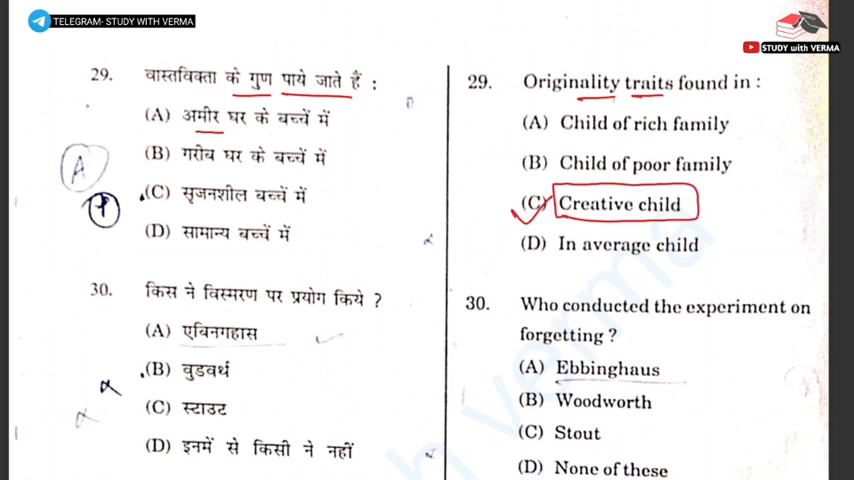 TELEGRAM- STUDY WITH VERMA
STUDY with VERMA
29. वास्तविक्ता के गुण पाये जाते हैं :
(A) अमीर घर के बच्चें में
(B) गरीब घर के बच्चें में
(C) सृजनशील बच्चें में
(D) सामान्य बच्चें में
30. किस ने विस्मरण पर प्रयोग किये ?
(A) एबिनगहास
(B) वुडवर्थ
(C) स्टाउट
(D) इनमें से किसी ने नहीं
29. Originality traits found in :
(A) Child of rich family
(B) Child of poor family
(C) Creative child
(D) In average child
30. Who conducted the experiment on
forgetting ?
(A) Ebbinghaus
(B) Woodworth
(C) Stout
(D) None of these
A